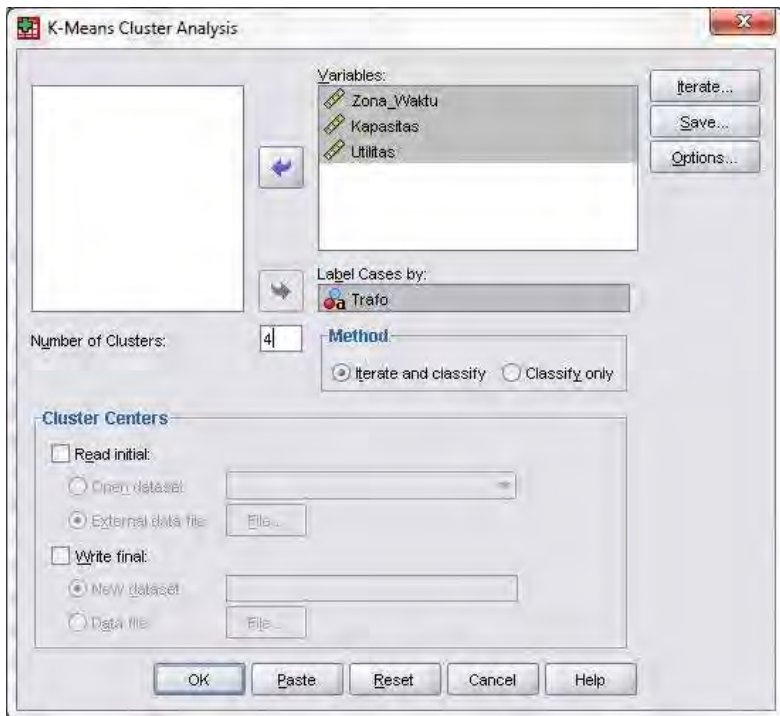 K-Means Cluster Analysis
Variables:
Zona_Waktu
Kapasitas
Utilitas
Iterate...
Save...
Options...
Label Cases by:
a Trafo
Number of Clusters:
4
Method
Iterate and classify
Classify only
Cluster Centers
Read initial:
Open dataset
External data file
File...
Write final:
New dataset
Data file
File...
OK
Paste
Reset
Cancel
Help